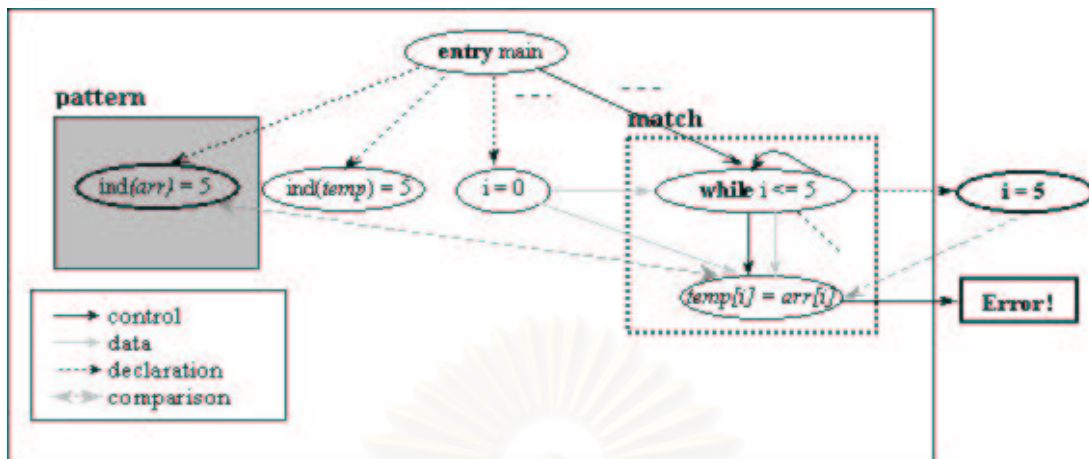 entry main
pattern
match
ind(arr) = 5
ind(temp) = 5
i = 0
while i <= 5
i = 5
temp[i] = arr[i]
Error!
control
data
declaration
comparison